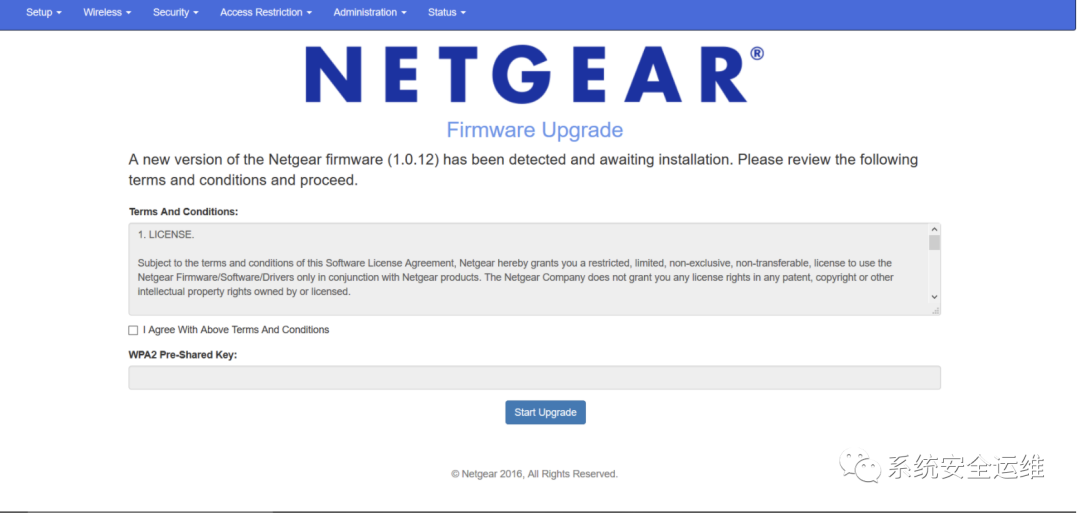 Setup Wireless Security Access Restriction Administration Status
NETGEAR®
Firmware Upgrade
A new version of the Netgear firmware (1.0.12) has been detected and awaiting installation. Please review the following
terms and conditions and proceed.
Terms And Conditions:
1. LICENSE.
Subject to the terms and conditions of this Software License Agreement, Netgear hereby grants you a restricted, limited, non-exclusive, non-transferable, license to use the
Netgear Firmware/Software/Drivers only in conjunction with Netgear products. The Netgear Company does not grant you any license rights in any patent, copyright or other
intellectual property rights owned by or licensed.
I Agree With Above Terms And Conditions
WPA2 Pre-Shared Key:
Start Upgrade
© Netgear 2016, All Rights Reserved.
系统安全运维